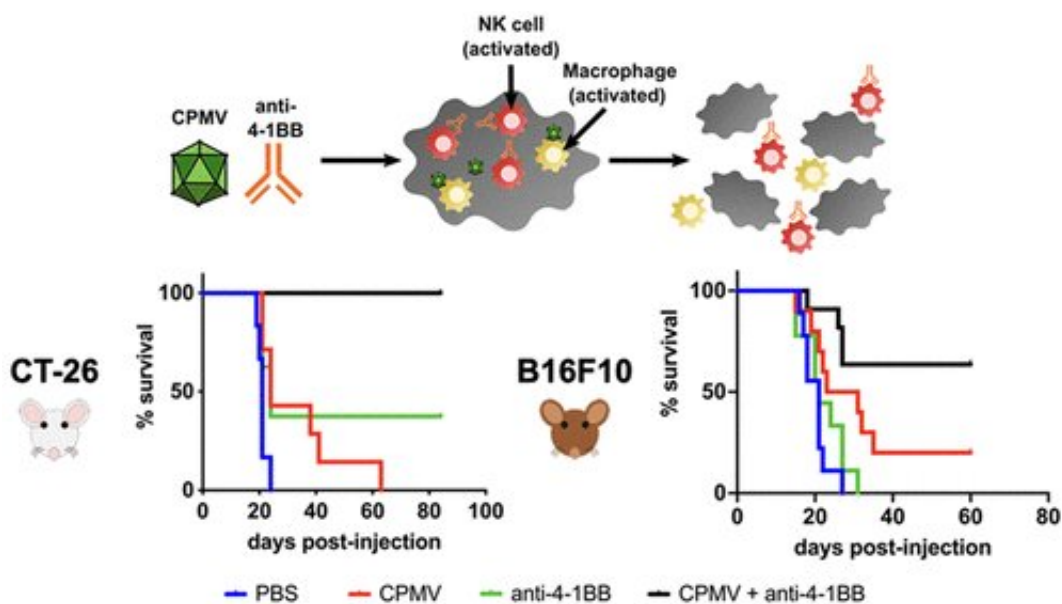 NK cell
(activated)
Macrophage
(activated)
CPMV
anti-
4-1BB
CT-26
% survival
100
50
0
0 20 40 60 80 100
days post-injection
B16F10
% survival
100
50
0
0 20 40 60 80
days post-injection
PBS CPMV anti-4-1BB CPMV + anti-4-1BB